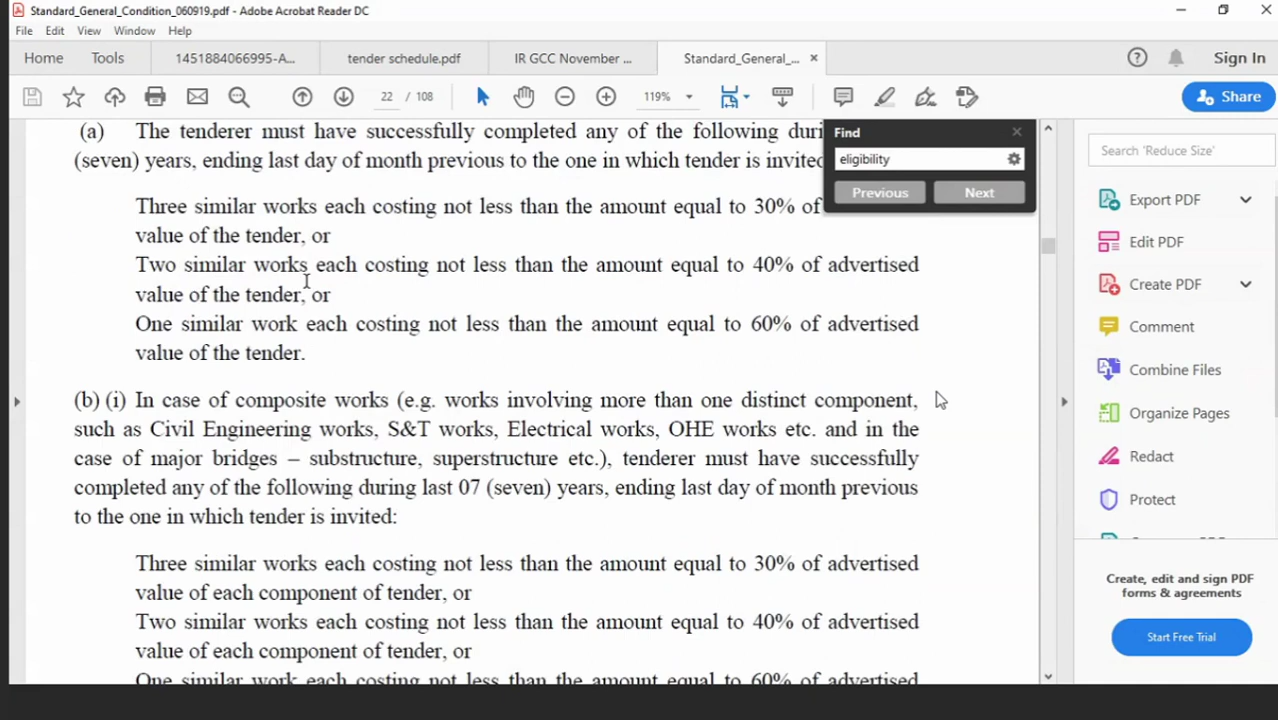 Standard_General_Condition_060919.pdf - Adobe Acrobat Reader DC
File Edit View Window Help
Home Tools 1451884066995-A... tender schedule.pdf IR GCC November ... Standard_General_... × Sign In
22 / 108 119% Share
(a) The tenderer must have successfully completed any of the following
(seven) years, ending last day of month previous to the one in which tender is invited
Find
eligibility
Previous Next
Three similar works each costing not less than the amount equal to 30% of
value of the tender, or
Two similar works each costing not less than the amount equal to 40% of advertised
value of the tender, or
One similar work each costing not less than the amount equal to 60% of advertised
value of the tender.
(b) (i) In case of composite works (e.g. works involving more than one distinct component,
such as Civil Engineering works, S&T works, Electrical works, OHE works etc. and in the
case of major bridges – substructure, superstructure etc.), tenderer must have successfully
completed any of the following during last 07 (seven) years, ending last day of month previous
to the one in which tender is invited:
Three similar works each costing not less than the amount equal to 30% of advertised
value of each component of tender, or
Two similar works each costing not less than the amount equal to 40% of advertised
value of each component of tender, or
One similar work each costing not less than the amount equal to 60% of advertised
Search 'Reduce Size'
Export PDF
Edit PDF
Create PDF
Comment
Combine Files
Organize Pages
Redact
Protect
Create, edit and sign PDF
forms & agreements
Start Free Trial